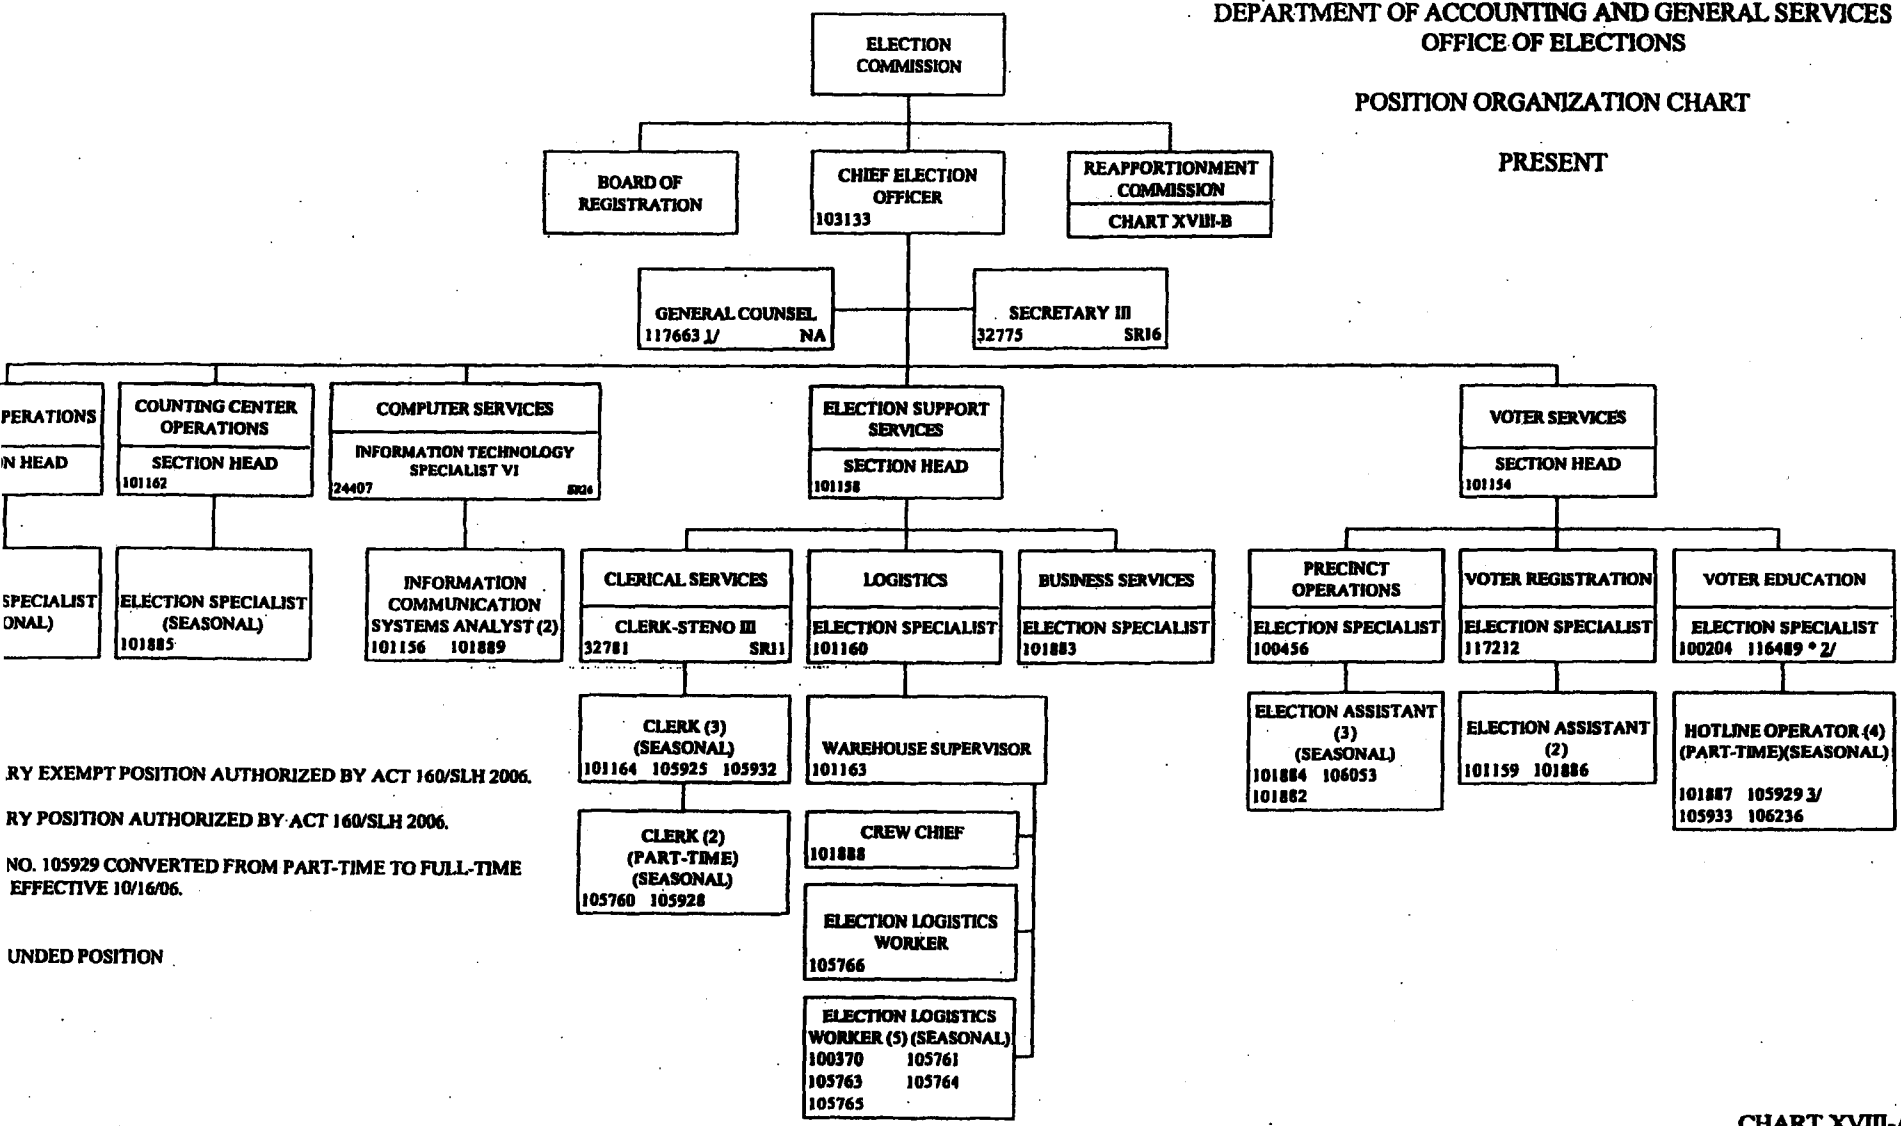 DEPARTMENT OF ACCOUNTING AND GENERAL SERVICES
OFFICE OF ELECTIONS
POSITION ORGANIZATION CHART
PRESENT
ELECTION
COMMISSION
BOARD OF
REGISTRATION
CHIEF ELECTION
OFFICER
103133
REAPPORTIONMENT
COMMISSION
CHART XVIII-B
GENERAL COUNSEL
117663 1/ NA
SECRETARY III
32775 SR16
PERATIONS
N HEAD
COUNTING CENTER
OPERATIONS
SECTION HEAD
101162
COMPUTER SERVICES
INFORMATION TECHNOLOGY
SPECIALIST VI
24407 SR26
ELECTION SUPPORT
SERVICES
SECTION HEAD
101158
VOTER SERVICES
SECTION HEAD
101154
SPECIALIST
ONAL)
ELECTION SPECIALIST
(SEASONAL)
101885
INFORMATION
COMMUNICATION
SYSTEMS ANALYST (2)
101156 101889
CLERICAL SERVICES
CLERK-STENO III
32781 SR11
LOGISTICS
ELECTION SPECIALIST
101160
BUSINESS SERVICES
ELECTION SPECIALIST
101883
PRECINCT
OPERATIONS
ELECTION SPECIALIST
100456
VOTER REGISTRATION
ELECTION SPECIALIST
117212
VOTER EDUCATION
ELECTION SPECIALIST
100204 116489 * 2/
CLERK (3)
(SEASONAL)
101164 105925 105932
WAREHOUSE SUPERVISOR
101163
ELECTION ASSISTANT
(3)
(SEASONAL)
101884 106053
101882
ELECTION ASSISTANT
(2)
101159 101886
HOTLINE OPERATOR (4)
(PART-TIME)(SEASONAL)
101887 105929 3/
105933 106236
CLERK (2)
(PART-TIME)
(SEASONAL)
105760 105928
CREW CHIEF
101888
ELECTION LOGISTICS
WORKER
105766
ELECTION LOGISTICS
WORKER (5) (SEASONAL)
100370 105761
105763 105764
105765
RY EXEMPT POSITION AUTHORIZED BY ACT 160/SLH 2006.
RY POSITION AUTHORIZED BY ACT 160/SLH 2006.
NO. 105929 CONVERTED FROM PART-TIME TO FULL-TIME
EFFECTIVE 10/16/06.
UNDED POSITION
CHART XVIII-